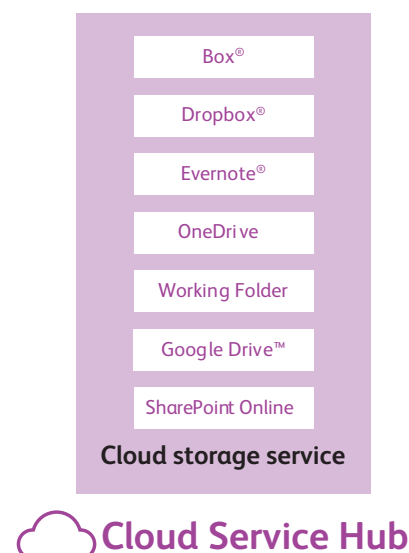 Box®
Dropbox®
Evernote®
OneDrive
Working Folder
Google Drive™
SharePoint Online
Cloud storage service
Cloud Service Hub